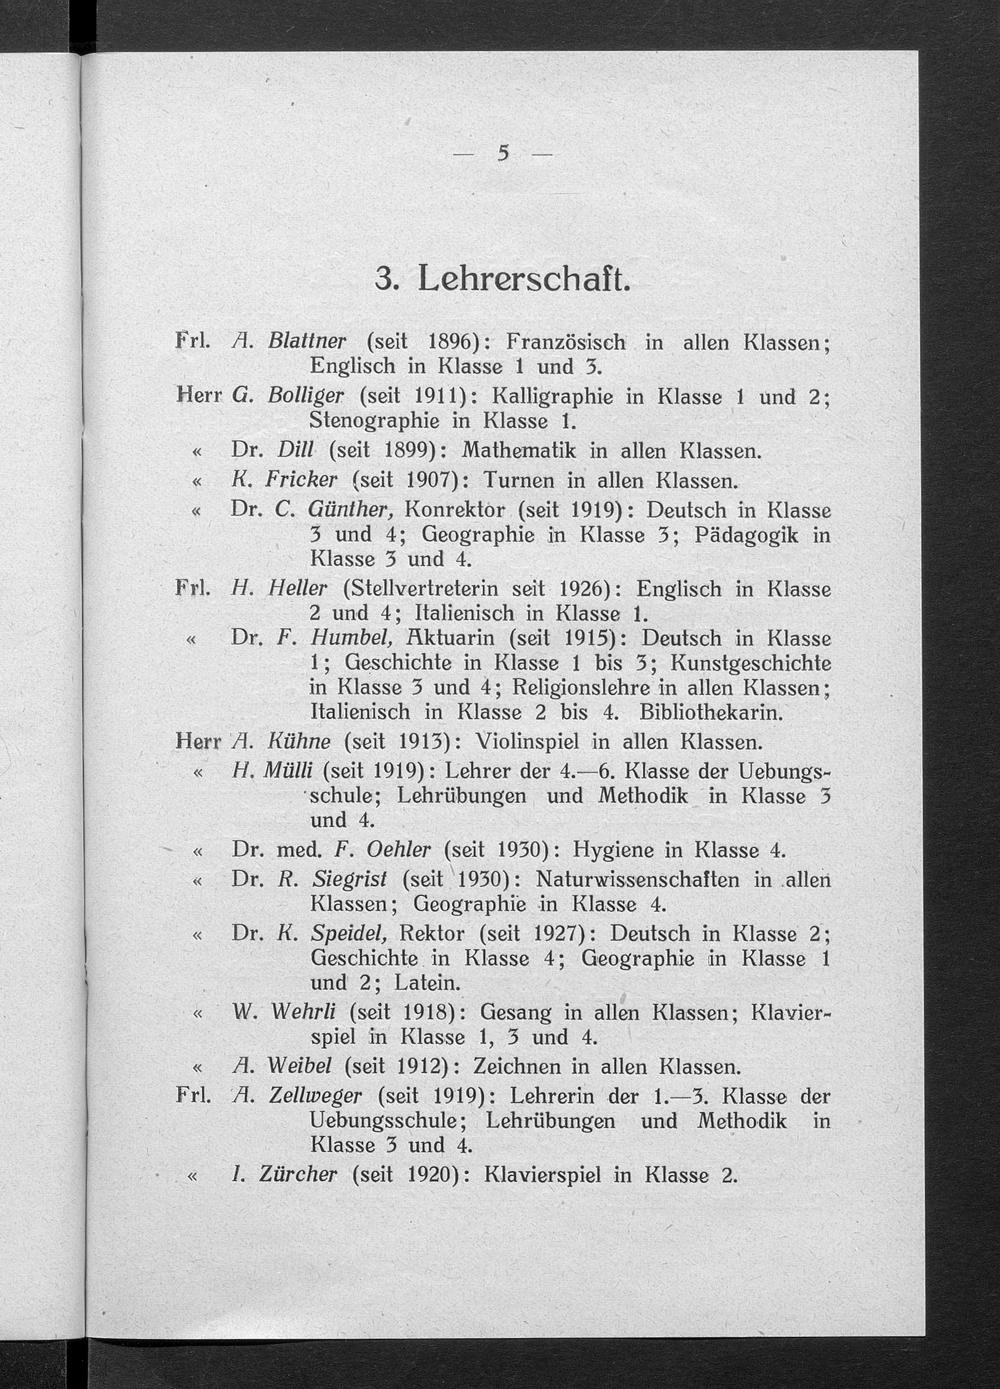 — 5 —
3. Lehrerschaft.
Frl. A. Blattner (seit 1896): Französisch in allen Klassen;
Englisch in Klasse 1 und 3.
Herr G. Bolliger (seit 1911): Kalligraphie in Klasse 1 und 2;
Stenographie in Klasse 1.
« Dr. Dill (seit 1899): Mathematik in allen Klassen.
« K. Fricker (seit 1907): Turnen in allen Klassen.
« Dr. C. Günther, Konrektor (seit 1919): Deutsch in Klasse
3 und 4; Geographie in Klasse 3; Pädagogik in
Klasse 3 und 4.
Frl. H. Heller (Stellvertreterin seit 1926): Englisch in Klasse
2 und 4; Italienisch in Klasse 1.
« Dr. F. Humbel, Aktuarin (seit 1915): Deutsch in Klasse
1; Geschichte in Klasse 1 bis 3; Kunstgeschichte
in Klasse 3 und 4; Religionslehre in allen Klassen;
Italienisch in Klasse 2 bis 4. Bibliothekarin.
Herr A. Kühne (seit 1913): Violinspiel in allen Klassen.
« H. Mülli (seit 1919): Lehrer der 4.—6. Klasse der Uebungs-
schule; Lehrübungen und Methodik in Klasse 3
und 4.
« Dr. med. F. Oehler (seit 1930): Hygiene in Klasse 4.
« Dr. R. Siegrist (seit 1930): Naturwissenschaften in allen
Klassen; Geographie in Klasse 4.
« Dr. K. Speidel, Rektor (seit 1927): Deutsch in Klasse 2;
Geschichte in Klasse 4; Geographie in Klasse 1
und 2; Latein.
« W. Wehrli (seit 1918): Gesang in allen Klassen; Klavier-
spiel in Klasse 1, 3 und 4.
« A. Weibel (seit 1912): Zeichnen in allen Klassen.
Frl. A. Zellweger (seit 1919): Lehrerin der 1.—3. Klasse der
Uebungsschule; Lehrübungen und Methodik in
Klasse 3 und 4.
« I. Zürcher (seit 1920): Klavierspiel in Klasse 2.